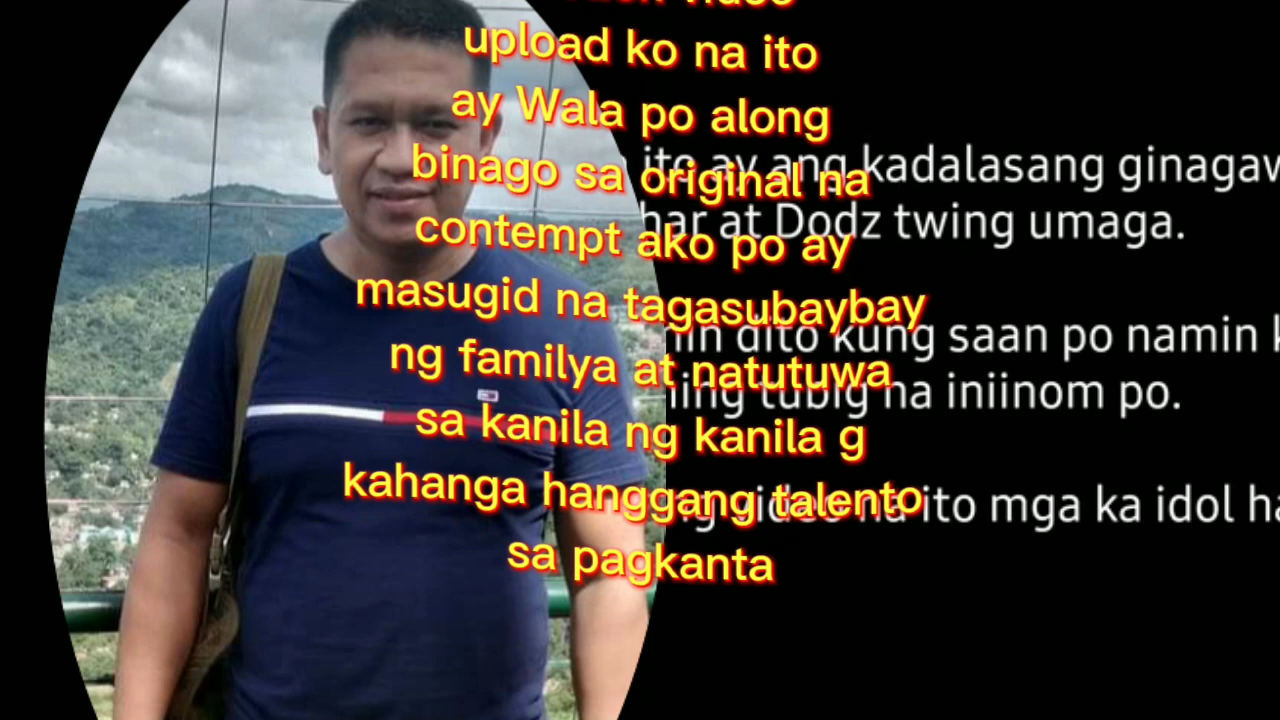 upload ko na ito
ay Wala po along
binago sa original na
contempt ako po ay
masugid na tagasubaybay
ng familya at natutuwa
sa kanila ng kanila g
kahanga hanggang talento
sa pagkanta
ito ay ang kadalasang
at Dodz twing umaga.
dito kung saan po namin
tubig na iniinom po.
video na ito mga ka idol